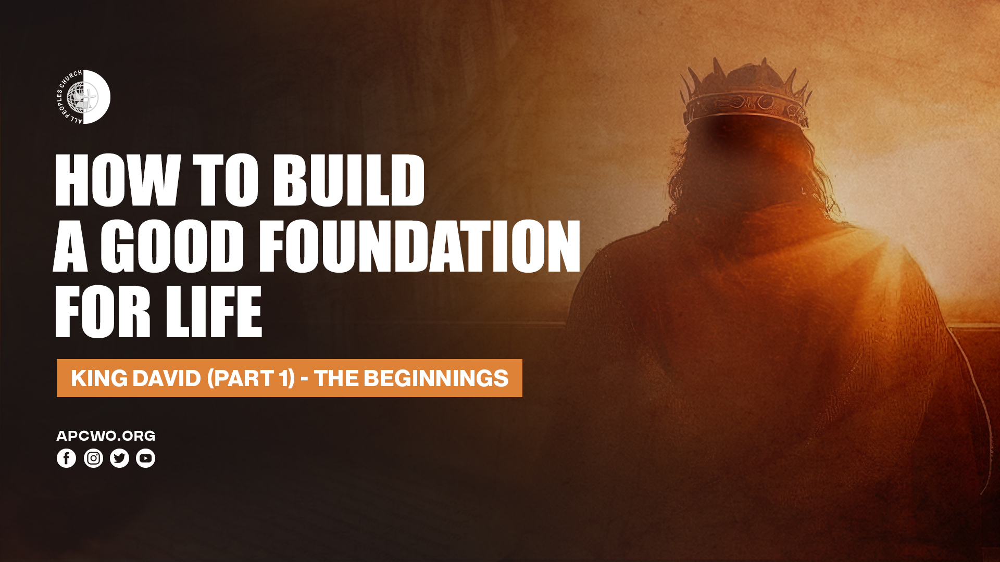 ALL PEOPLES CHURCH
HOW TO BUILD
A GOOD FOUNDATION
FOR LIFE
KING DAVID (PART 1) - THE BEGINNINGS
APCWO.ORG